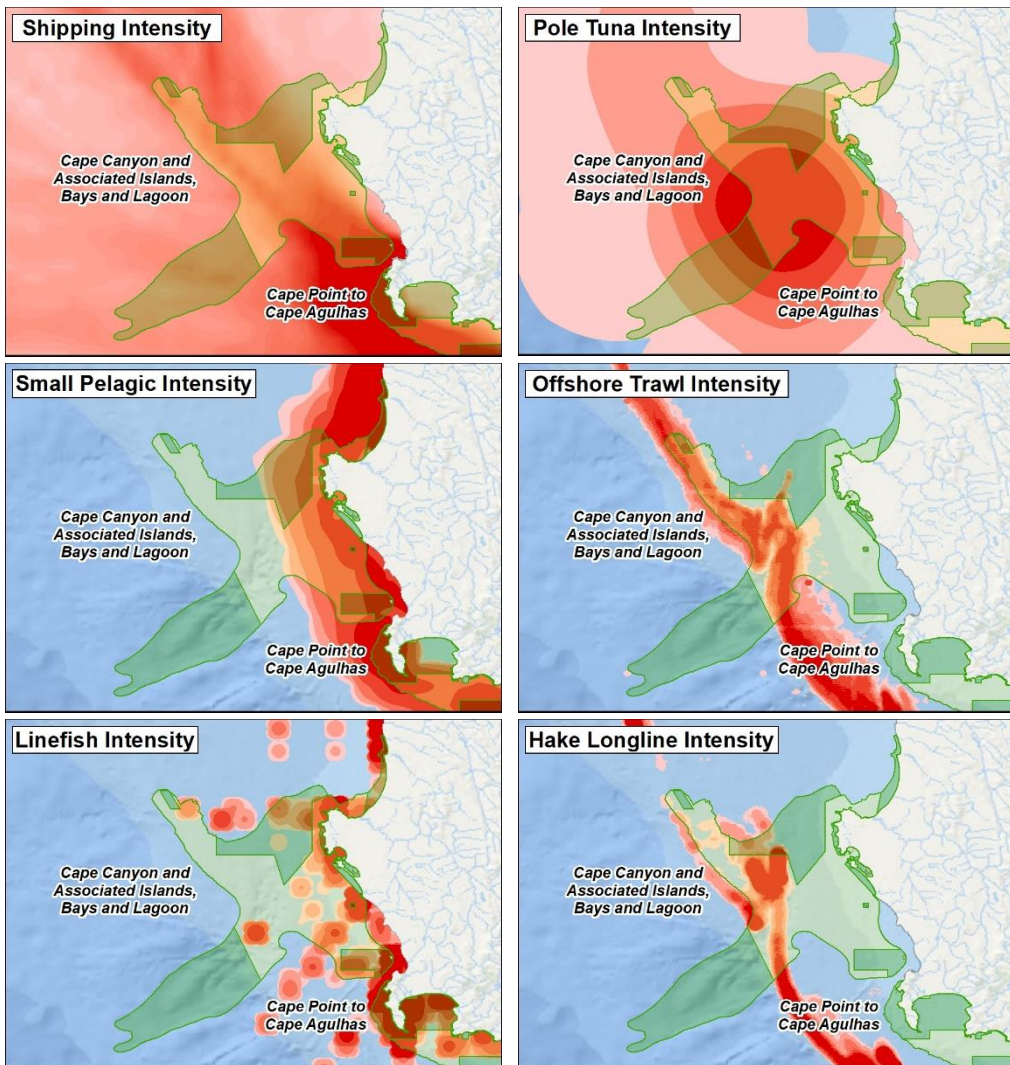 Shipping Intensity
Cape Canyon and
Associated Islands,
Bays and Lagoon
Cape Point to
Cape Agulhas
Pole Tuna Intensity
Cape Canyon and
Associated Islands,
Bays and Lagoon
Cape Point to
Cape Agulhas
Small Pelagic Intensity
Cape Canyon and
Associated Islands,
Bays and Lagoon
Cape Point to
Cape Agulhas
Offshore Trawl Intensity
Cape Canyon and
Associated Islands,
Bays and Lagoon
Cape Point to
Cape Agulhas
Linefish Intensity
Cape Canyon and
Associated Islands,
Bays and Lagoon
Cape Point to
Cape Agulhas
Hake Longline Intensity
Cape Canyon and
Associated Islands,
Bays and Lagoon
Cape Point to
Cape Agulhas